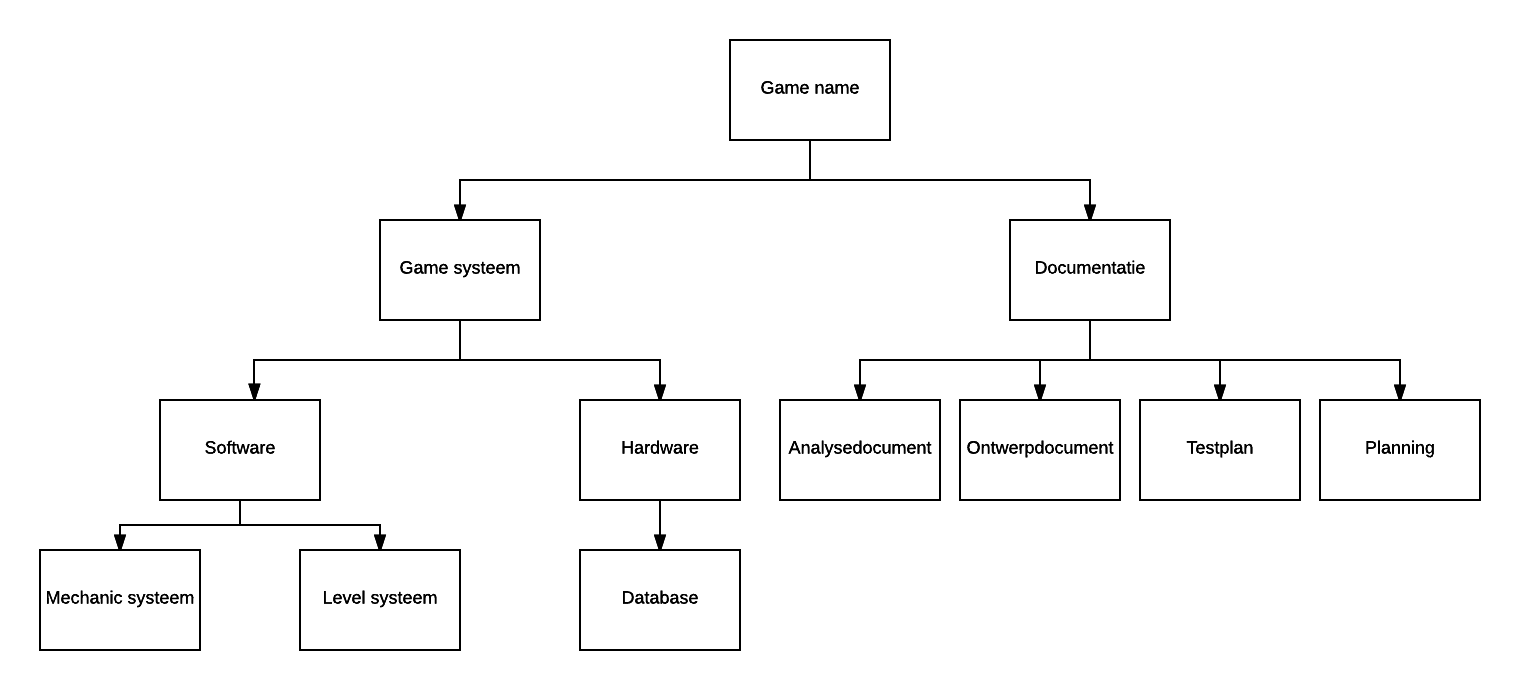 Game name
Game systeem
Documentatie
Software
Hardware
Analysedocument
Ontwerpdocument
Testplan
Planning
Mechanic systeem
Level systeem
Database